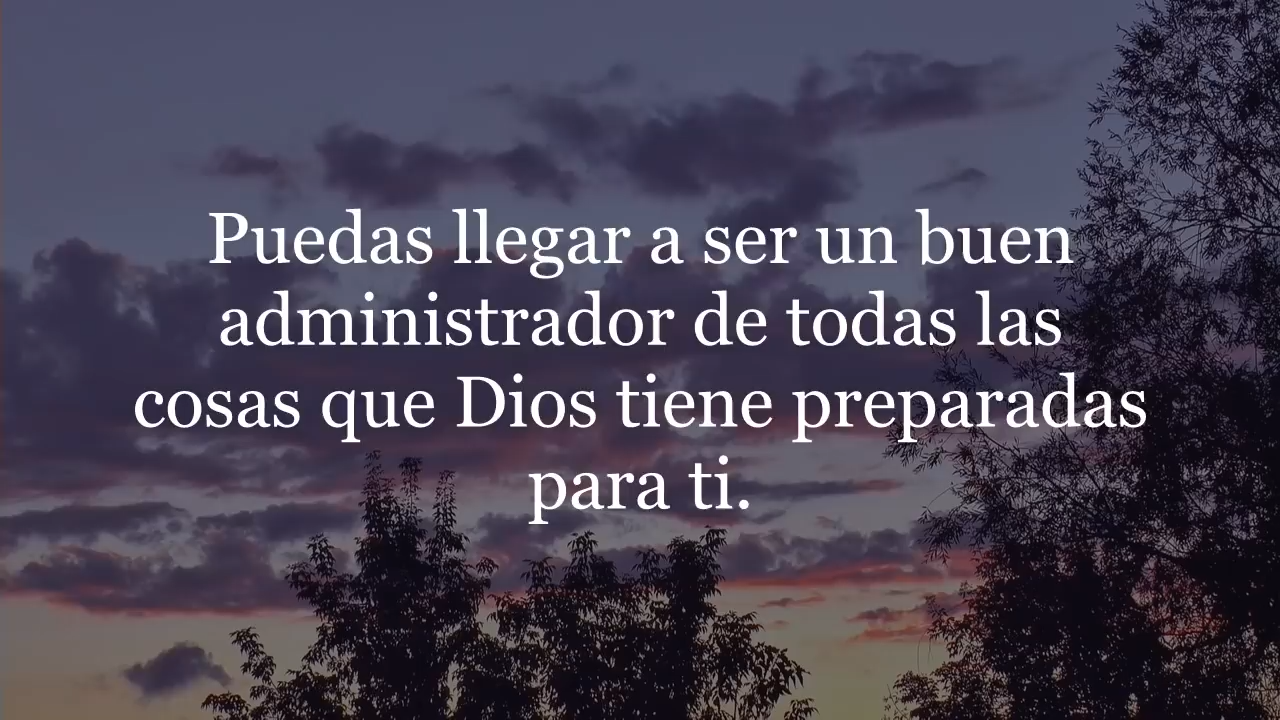 Puedas llegar a ser un buen
administrador de todas las
cosas que Dios tiene preparadas
para ti.